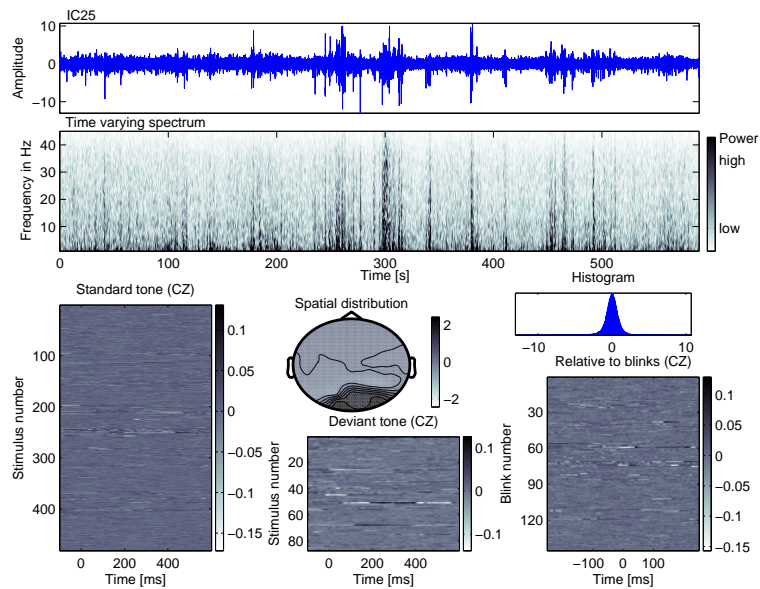 IC25
Amplitude
10
0
−10
Time varying spectrum
Frequency in Hz
40
30
20
10
Power
high
low
0 100 200 300 400 500
Time [s]
Standard tone (CZ)
Stimulus number
100
200
300
400
0 200 400
Time [ms]
0.1
0.05
0
−0.05
−0.1
−0.15
Spatial distribution
2
0
−2
Deviant tone (CZ)
Stimulus number
20
40
60
80
0 200 400
Time [ms]
0.1
0
−0.1
Histogram
−10 0 10
Relative to blinks (CZ)
Blink number
30
60
90
120
−100 0 100
Time [ms]
0.1
0.05
0
−0.05
−0.1
−0.15